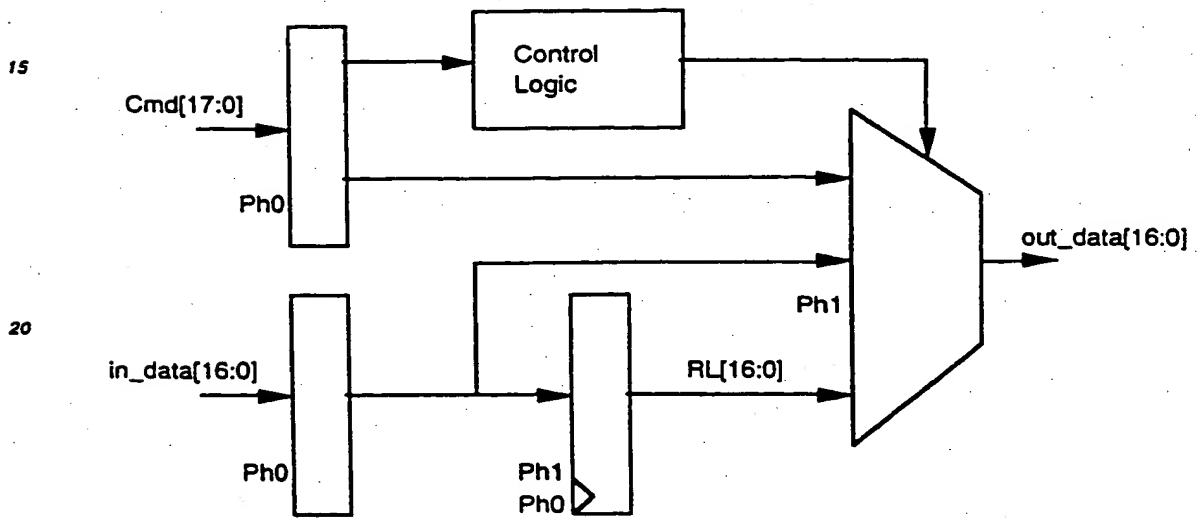 15
Control
Logic
Cmd[17:0]
Ph0
out_data[16:0]
Ph1
20
in_data[16:0]
RL[16:0]
Ph0
Ph1
Ph0